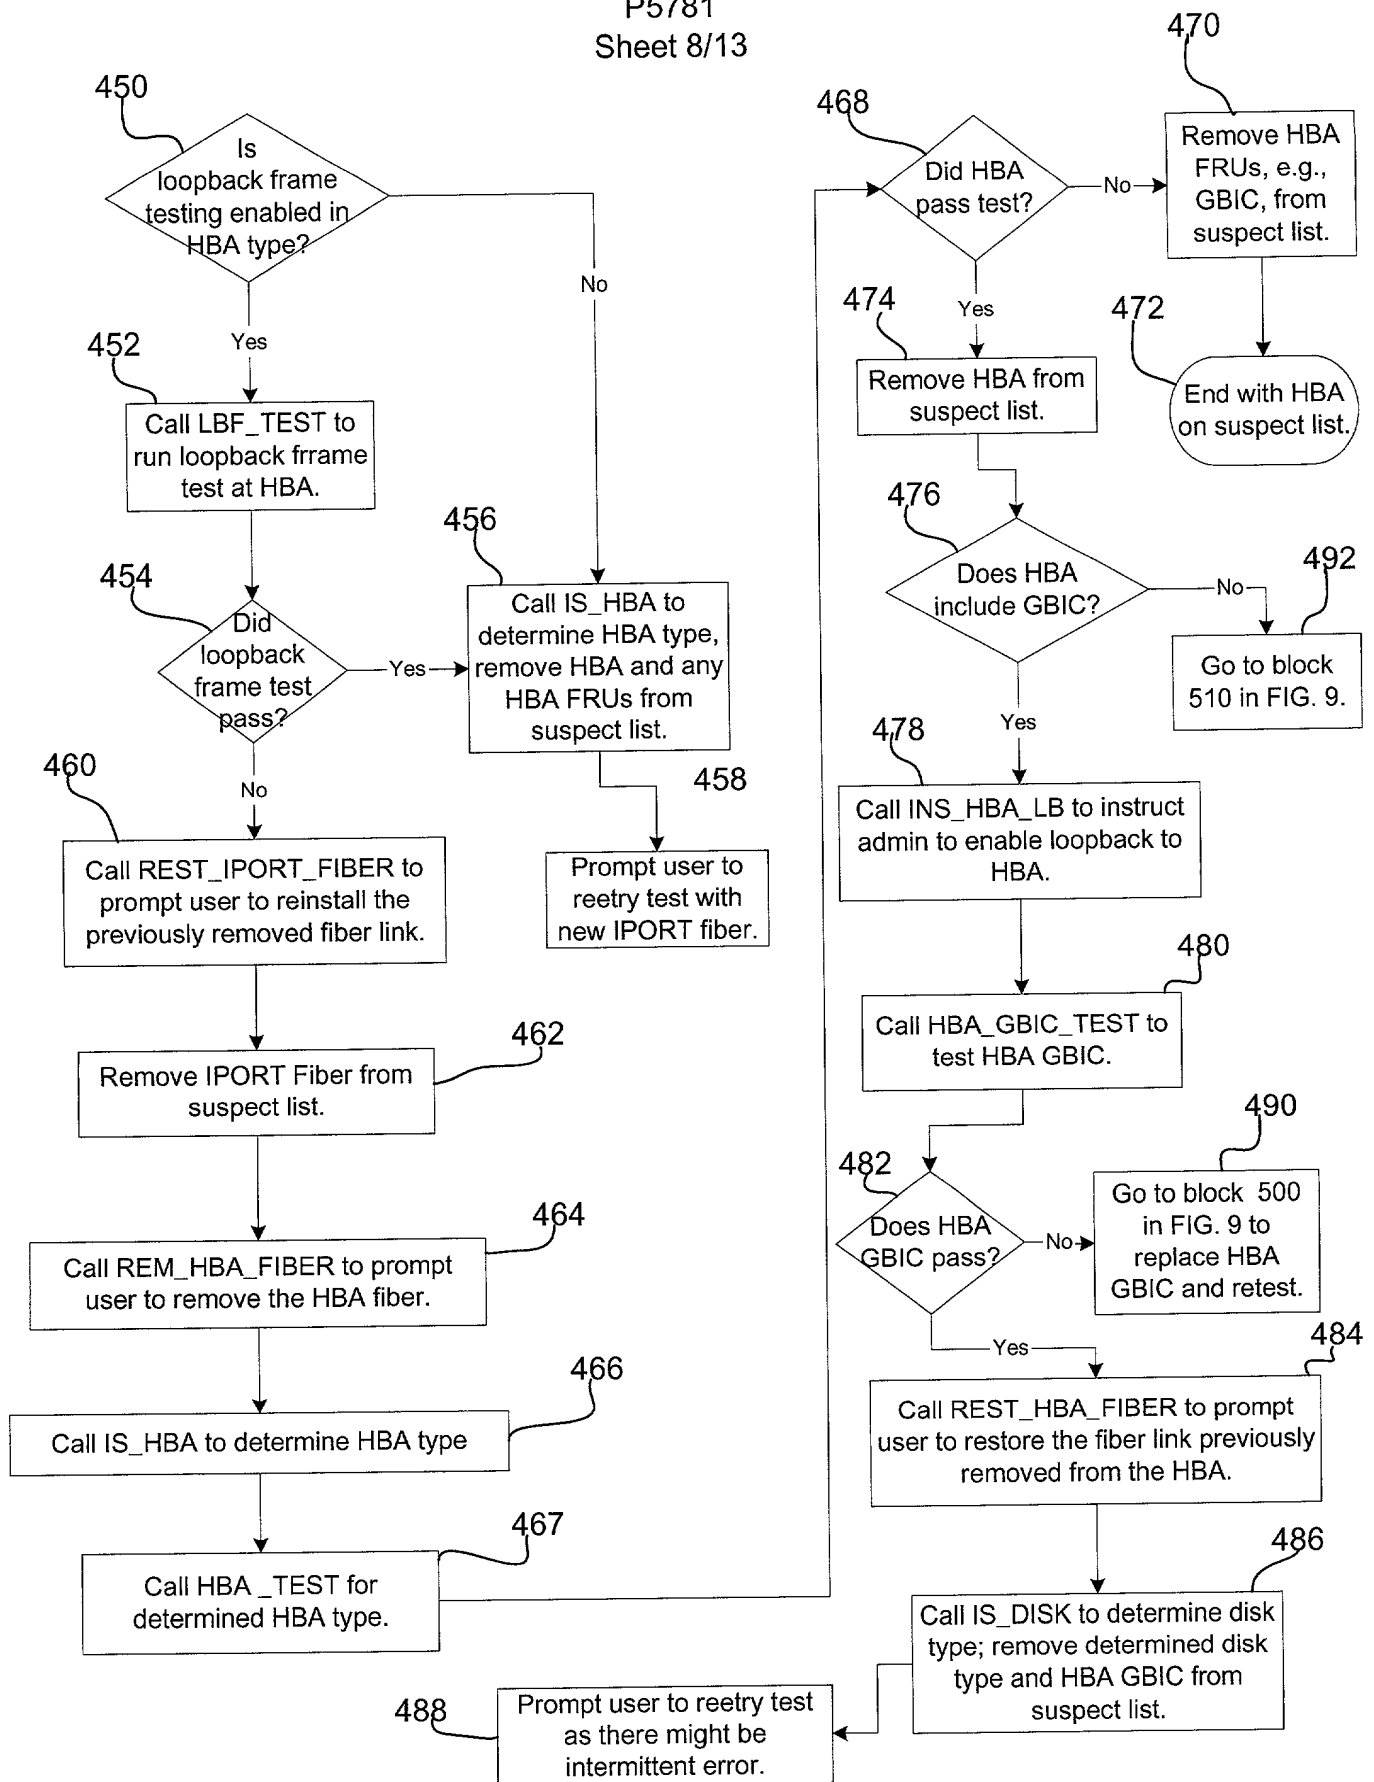 P5781
Sheet 8/13
450
Is
loopback frame
testing enabled in
HBA type?
No
Yes
452
Call LBF_TEST to
run loopback frrame
test at HBA.
454
Did
loopback
frame test
pass?
Yes
456
Call IS_HBA to
determine HBA type,
remove HBA and any
HBA FRUs from
suspect list.
458
Prompt user to
reetry test with
new IPORT fiber.
No
460
Call REST_IPORT_FIBER to
prompt user to reinstall the
previously removed fiber link.
462
Remove IPORT Fiber from
suspect list.
464
Call REM_HBA_FIBER to prompt
user to remove the HBA fiber.
466
Call IS_HBA to determine HBA type
467
Call HBA _TEST for
determined HBA type.
468
Did HBA
pass test?
No
470
Remove HBA
FRUs, e.g.,
GBIC, from
suspect list.
472
End with HBA
on suspect list.
Yes
474
Remove HBA from
suspect list.
476
Does HBA
include GBIC?
No
492
Go to block
510 in FIG. 9.
Yes
478
Call INS_HBA_LB to instruct
admin to enable loopback to
HBA.
480
Call HBA_GBIC_TEST to
test HBA GBIC.
482
Does HBA
GBIC pass?
No
490
Go to block 500
in FIG. 9 to
replace HBA
GBIC and retest.
Yes
484
Call REST_HBA_FIBER to prompt
user to restore the fiber link previously
removed from the HBA.
486
Call IS_DISK to determine disk
type; remove determined disk
type and HBA GBIC from
suspect list.
488
Prompt user to reetry test
as there might be
intermittent error.